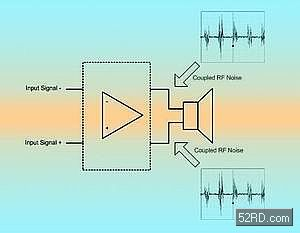 Coupled RF Noise
Input Signal -
Input Signal +
Coupled RF Noise
52RD.com